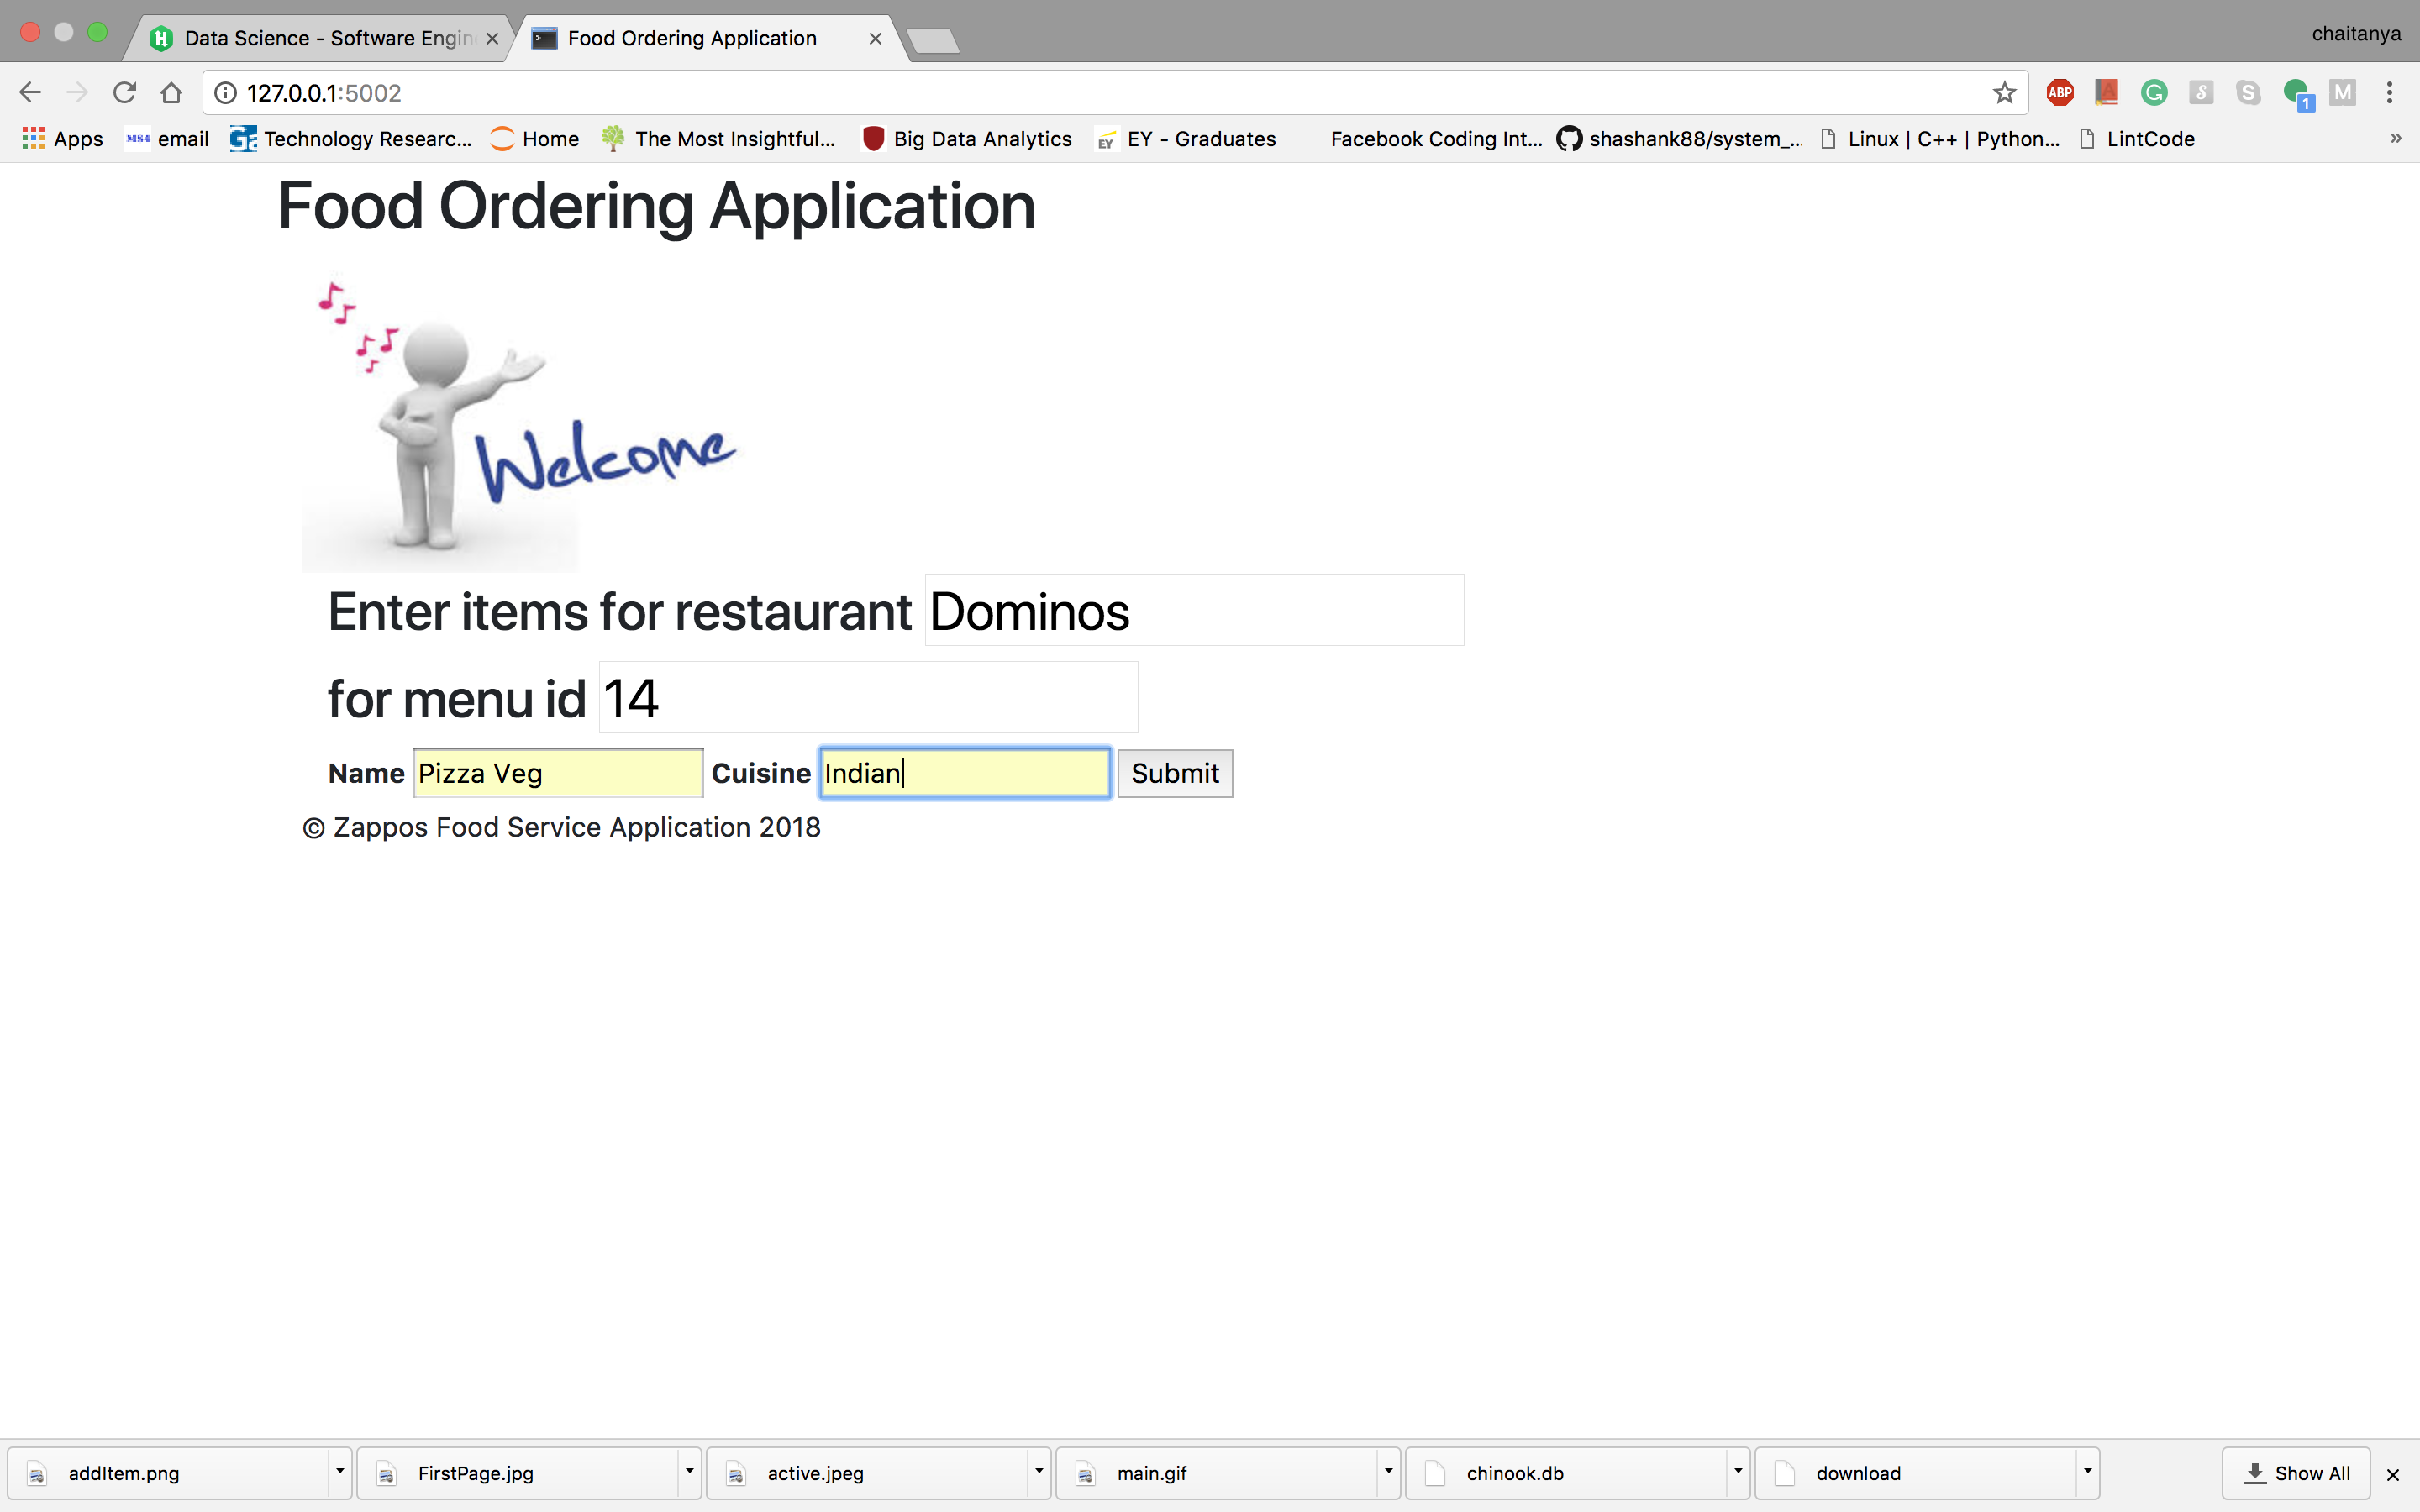 Data Science - Software Engin
Food Ordering Application
chaitanya
127.0.0.1:5002
ABP
1
M
Apps
email
Technology Researc...
Home
The Most Insightful...
Big Data Analytics
EY - Graduates
Facebook Coding Int...
shashank88/system_...
Linux | C++ | Python...
LintCode
»
Food Ordering Application
Welcome
Enter items for restaurant Dominos
for menu id 14
Name Pizza Veg Cuisine Indian Submit
© Zappos Food Service Application 2018
addItem.png
FirstPage.jpg
active.jpeg
main.gif
chinook.db
download
Show All